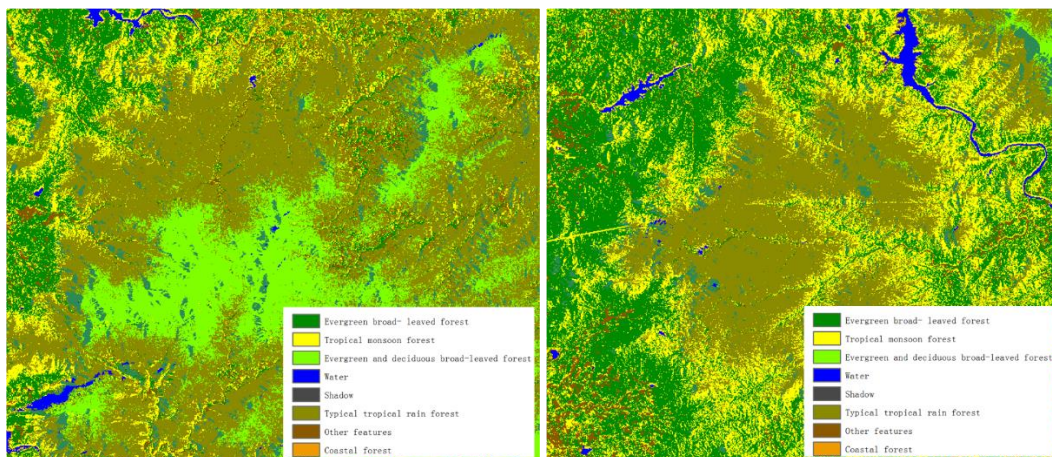 Evergreen broad- leaved forest
Tropical monsoon forest
Evergreen and deciduous broad-leaved forest
Water
Shadow
Typical tropical rain forest
Other features
Coastal forest
Evergreen broad- leaved forest
Tropical monsoon forest
Evergreen and deciduous broad-leaved forest
Water
Shadow
Typical tropical rain forest
Other features
Coastal forest